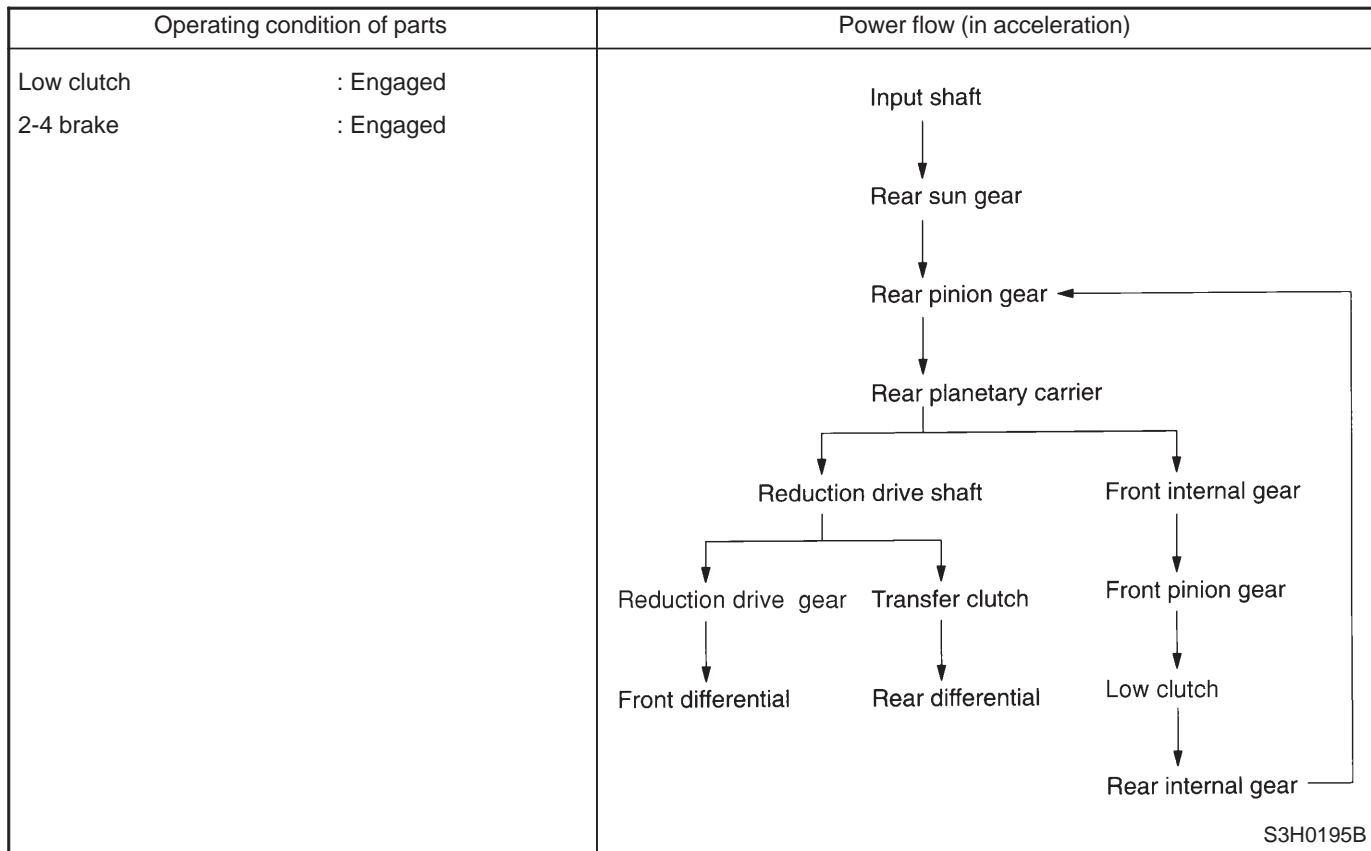 Operating condition of parts
Power flow (in acceleration)
Low clutch : Engaged
2-4 brake : Engaged
Input shaft
Rear sun gear
Rear pinion gear
Rear planetary carrier
Reduction drive shaft
Front internal gear
Reduction drive gear
Transfer clutch
Front pinion gear
Front differential
Rear differential
Low clutch
Rear internal gear
S3H0195B